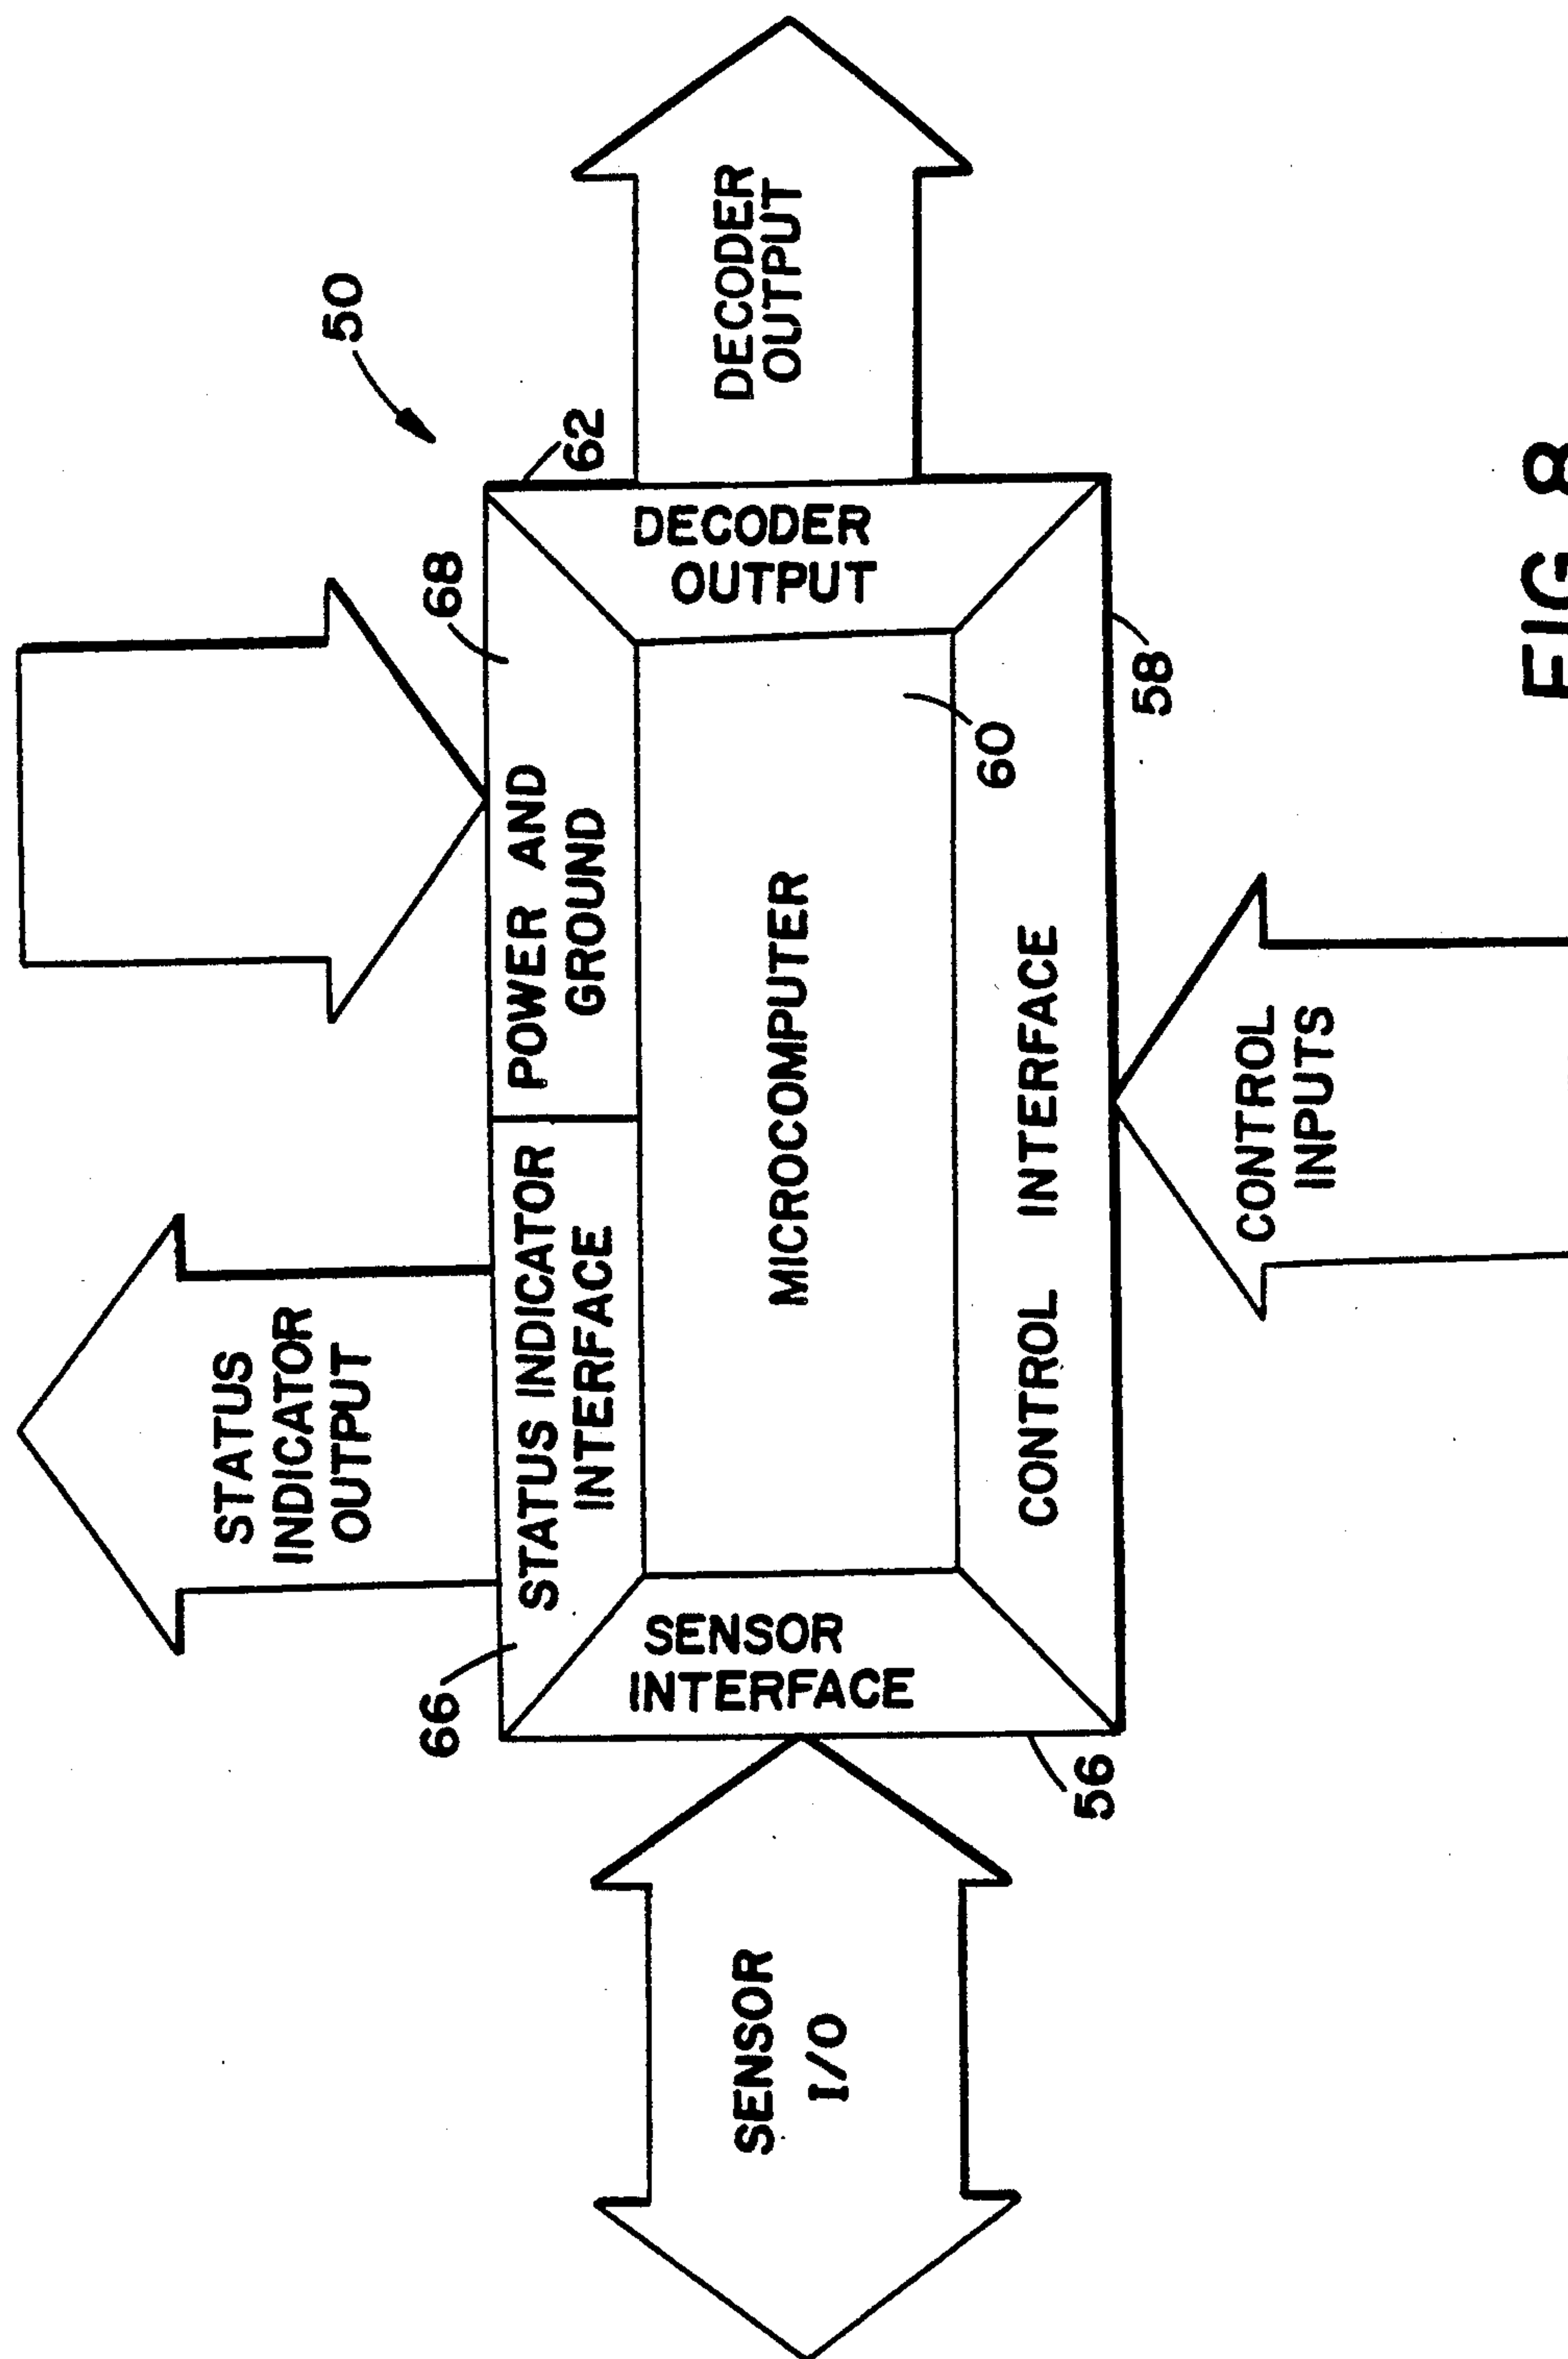 50
STATUS
INDICATOR
OUTPUT
66
68
62
STATUS INDICATOR
INTERFACE
POWER AND
GROUND
SENSOR
I/O
SENSOR
INTERFACE
MICROCOMPUTER
DECODER
OUTPUT
DECODER
OUTPUT
60
CONTROL INTERFACE
56
58
CONTROL
INPUTS
FIG 8